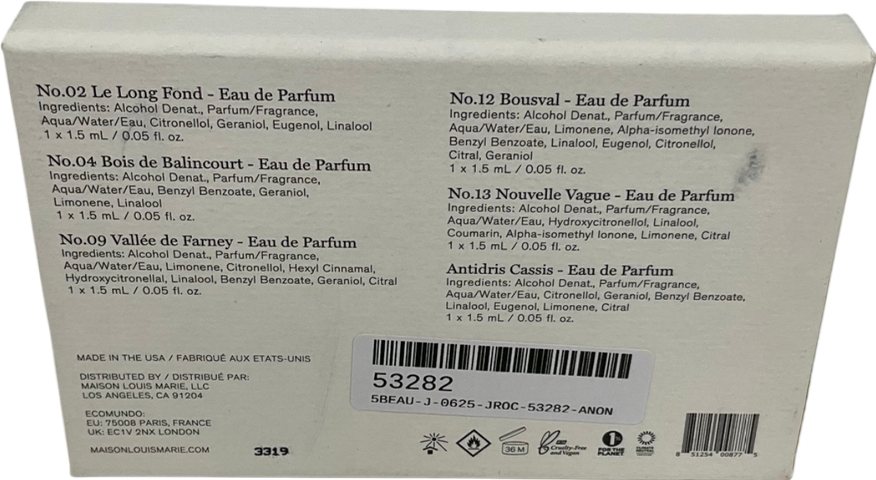 No.02 Le Long Fond - Eau de Parfum
Ingredients: Alcohol Denat., Parfum/Fragrance,
Aqua/Water/Eau, Citronellol, Geraniol, Eugenol, Linalool
1 x 1.5 mL / 0.05 fl. oz.
No.04 Bois de Balincourt - Eau de Parfum
Ingredients: Alcohol Denat., Parfum/Fragrance,
Aqua/Water/Eau, Benzyl Benzoate, Geraniol,
Limonene, Linalool
1 x 1.5 mL / 0.05 fl. oz.
No.09 Vallée de Farney - Eau de Parfum
Ingredients: Alcohol Denat., Parfum/Fragrance,
Aqua/Water/Eau, Limonene, Citronellol, Hexyl Cinnamal,
Hydroxycitronellal, Linalool, Benzyl Benzoate, Geraniol, Citral
1 x 1.5 mL / 0.05 fl. oz.
No.12 Bousval - Eau de Parfum
Ingredients: Alcohol Denat., Parfum/Fragrance,
Aqua/Water/Eau, Limonene, Alpha-isomethyl Ionone,
Benzyl Benzoate, Linalool, Eugenol, Citronellol,
Citral, Geraniol
1 x 1.5 mL / 0.05 fl. oz.
No.13 Nouvelle Vague - Eau de Parfum
Ingredients: Alcohol Denat., Parfum/Fragrance,
Aqua/Water/Eau, Hydroxycitronellol, Linalool,
Coumarin, Alpha-isomethyl Ionone, Limonene, Citral
1 x 1.5 mL / 0.05 fl. oz.
Antidris Cassis - Eau de Parfum
Ingredients: Alcohol Denat., Parfum/Fragrance,
Aqua/Water/Eau, Citronellol, Geraniol, Benzyl Benzoate,
Linalool, Eugenol, Limonene, Citral
1 x 1.5 mL / 0.05 fl. oz.
MADE IN THE USA / FABRIQUÉ AUX ETATS-UNIS
DISTRIBUTED BY / DISTRIBUÉ PAR:
MAISON LOUIS MARIE, LLC
LOS ANGELES, CA 91204
ECOMUNDO:
EU: 75008 PARIS, FRANCE
UK: EC1V 2NX LONDON
MAISONLOUISMARIE.COM
3319
53282
5BEAU-J-0625-JROC-53282-ANON
36 M
Cruelty-Free
and Vegan
1%
FOR THE
PLANET
8 51254 00877 5